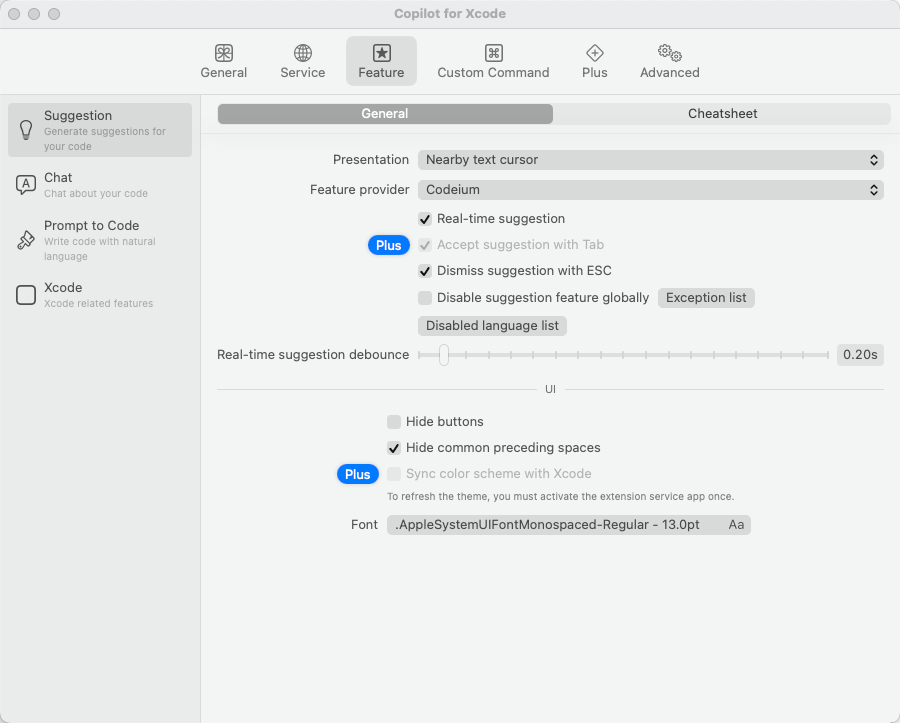 Copilot for Xcode
General
Service
Feature
Custom Command
Plus
Advanced
Suggestion
Generate suggestions for
your code
Chat
Chat about your code
Prompt to Code
Write code with natural
language
Xcode
Xcode related features
General
Cheatsheet
Presentation Nearby text cursor
Feature provider Codeium
Real-time suggestion
Plus Accept suggestion with Tab
Dismiss suggestion with ESC
Disable suggestion feature globally Exception list
Disabled language list
Real-time suggestion debounce 0.20s
UI
Hide buttons
Hide common preceding spaces
Plus Sync color scheme with Xcode
To refresh the theme, you must activate the extension service app once.
Font .AppleSystemUIFontMonospaced-Regular - 13.0pt Aa